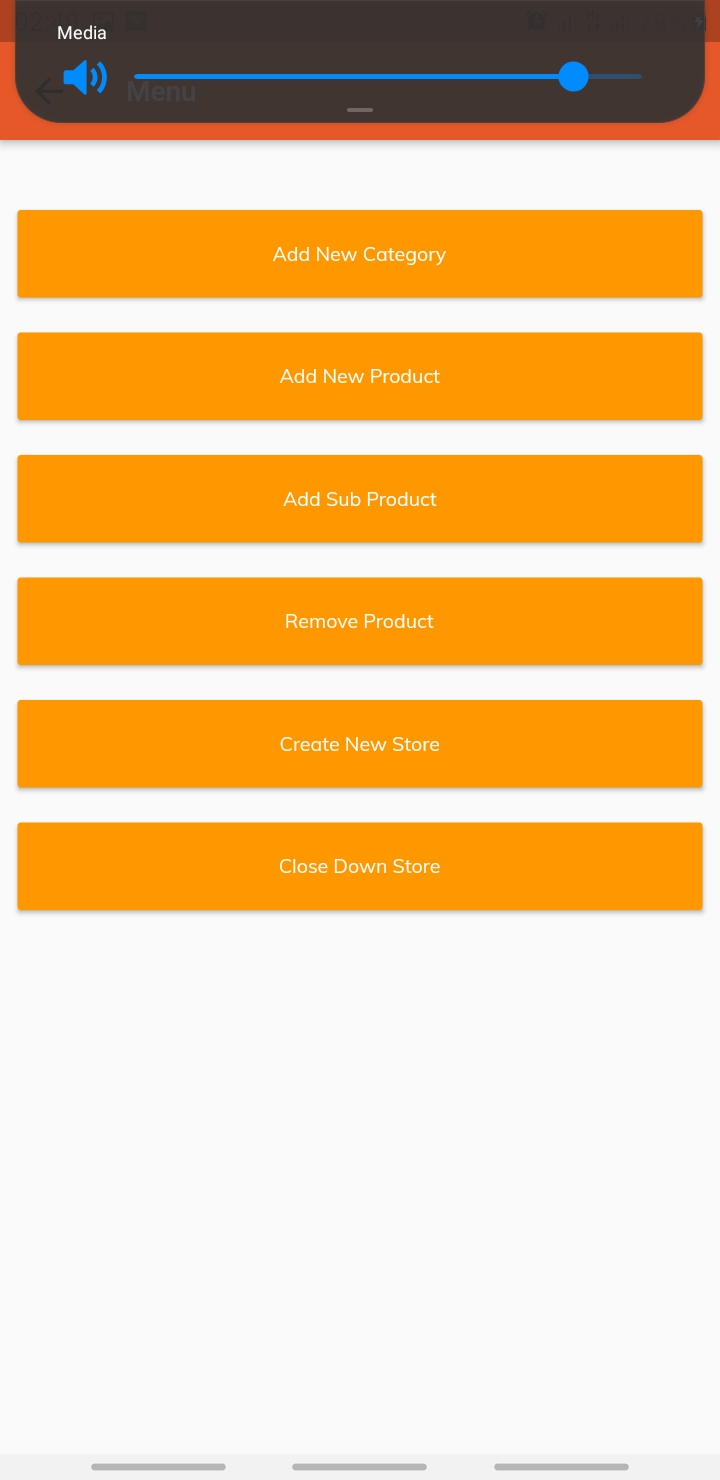 Media
Menu
Add New Category
Add New Product
Add Sub Product
Remove Product
Create New Store
Close Down Store